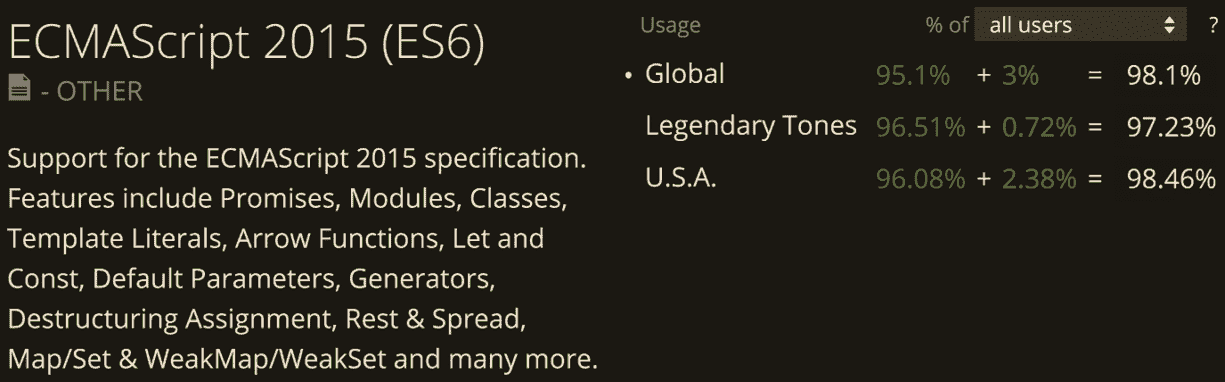 ECMAScript 2015 (ES6)
- OTHER
Support for the ECMAScript 2015 specification.
Features include Promises, Modules, Classes,
Template Literals, Arrow Functions, Let and
Const, Default Parameters, Generators,
Destructuring Assignment, Rest & Spread,
Map/Set & WeakMap/WeakSet and many more.
Usage % of all users ?
• Global 95.1% + 3% = 98.1%
Legendary Tones 96.51% + 0.72% = 97.23%
U.S.A. 96.08% + 2.38% = 98.46%